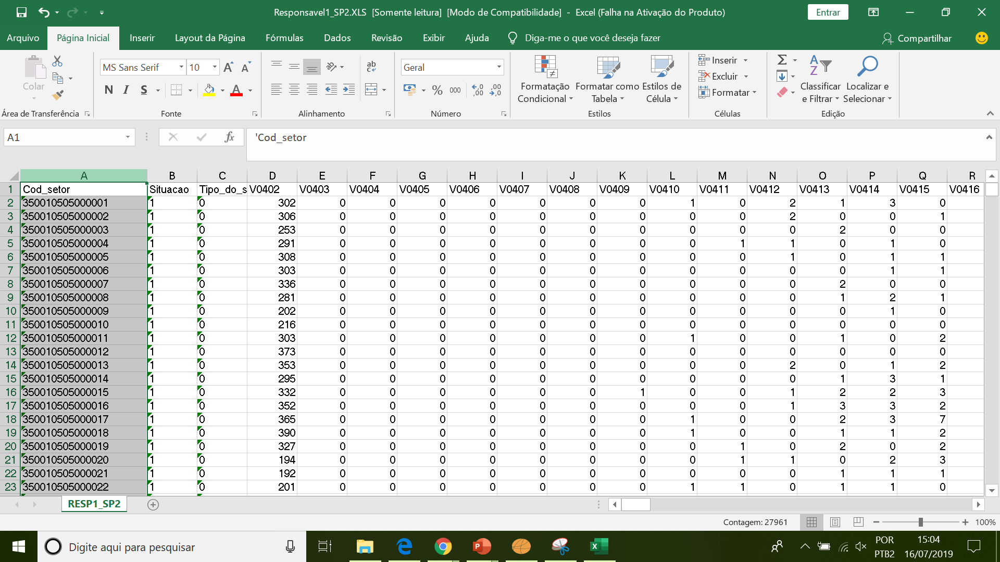 Responsavel1_SP2.XLS [Somente leitura] [Modo de Compatibilidade] - Excel (Falha na Ativação do Produto)
Entrar
Arquivo Página Inicial Inserir Layout da Página Fórmulas Dados Revisão Exibir Ajuda Diga-me o que você deseja fazer Compartilhar
Colar
Área de Transferência
MS Sans Serif 10
N I S
Fonte
Alinhamento
Geral
% 000
Número
Formatação Condicional
Formatar como Tabela
Estilos de Célula
Estilos
Inserir
Excluir
Formatar
Células
Classificar e Filtrar
Localizar e Selecionar
Edição
A1 fx 'Cod_setor
A B C D E F G H I J K L M N O P Q R
1 Cod_setor Situacao Tipo_do_s V0402 V0403 V0404 V0405 V0406 V0407 V0408 V0409 V0410 V0411 V0412 V0413 V0414 V0415 V0416
2 350010505000001 1 0 302 0 0 0 0 0 0 0 1 0 2 1 3 0
3 350010505000002 1 0 306 0 0 0 0 0 0 0 0 0 2 0 0 1
4 350010505000003 1 0 253 0 0 0 0 0 0 0 0 0 0 2 0 0
5 350010505000004 1 0 291 0 0 0 0 0 0 0 0 1 1 0 1 0
6 350010505000005 1 0 308 0 0 0 0 0 0 0 0 0 1 0 1 1
7 350010505000006 1 0 303 0 0 0 0 0 0 0 0 0 0 0 1 1
8 350010505000007 1 0 336 0 0 0 0 0 0 0 0 0 0 2 0 0
9 350010505000008 1 0 281 0 0 0 0 0 0 0 0 0 0 1 2 1
10 350010505000009 1 0 202 0 0 0 0 0 0 0 0 0 0 0 1 0
11 350010505000010 1 0 216 0 0 0 0 0 0 0 0 0 0 0 0 0
12 350010505000011 1 0 303 0 0 0 0 0 0 0 1 0 0 1 0 2
13 350010505000012 1 0 373 0 0 0 0 0 0 0 0 0 0 0 0 0
14 350010505000013 1 0 353 0 0 0 0 0 0 0 0 0 2 0 1 2
15 350010505000014 1 0 295 0 0 0 0 0 0 0 0 0 0 1 3 1
16 350010505000015 1 0 332 0 0 0 0 0 0 1 0 0 1 2 2 3
17 350010505000016 1 0 352 0 0 0 0 0 0 0 0 0 1 3 3 2
18 350010505000017 1 0 365 0 0 0 0 0 0 0 1 0 0 2 3 7
19 350010505000018 1 0 390 0 0 0 0 0 0 0 1 0 0 1 1 2
20 350010505000019 1 0 327 0 0 0 0 0 0 0 0 1 0 2 0 2
21 350010505000020 1 0 194 0 0 0 0 0 0 0 0 1 1 0 2 3
22 350010505000021 1 0 192 0 0 0 0 0 0 0 0 0 0 1 1 1
23 350010505000022 1 0 201 0 0 0 0 0 0 0 1 1 0 1 1 0
RESP1_SP2
Contagem: 27961 100%
Digite aqui para pesquisar
POR
PTB2
15:04
16/07/2019